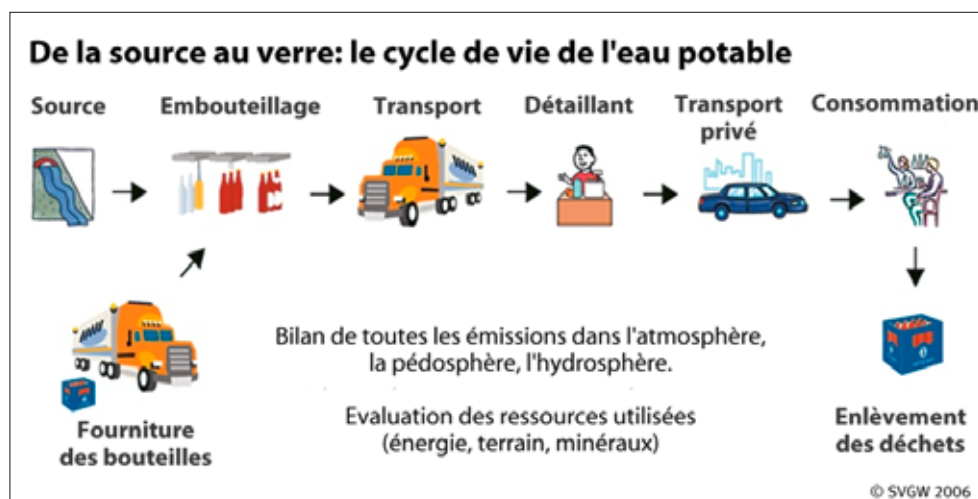 De la source au verre: le cycle de vie de l'eau potable
Source
Embouteillage
Transport
Détaillant
Transport
privé
Consommation
Bilan de toutes les émissions dans l'atmosphère,
la pédosphère, l'hydrosphère.
Evaluation des ressources utilisées
(énergie, terrain, minéraux)
Fourniture
des bouteilles
Enlèvement
des déchets
© SVGW 2006